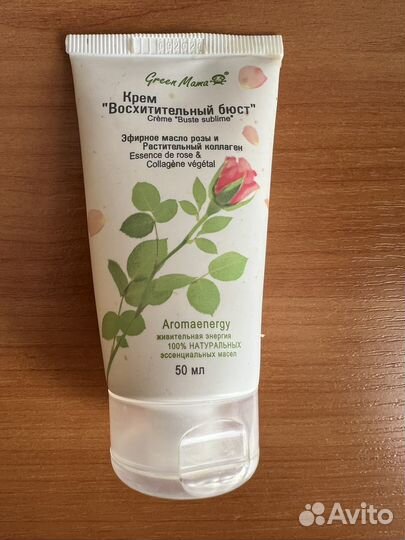 Green Mama
Крем
"Восхитительный бюст"
Crème "Buste sublime"
Эфирное масло розы и
Растительный коллаген
Essence de rose &
Collagène végétal
Aromaenergy
живительная энергия
100% НАТУРАЛЬНЫХ
эссенциальных масел
50 мл
Avito